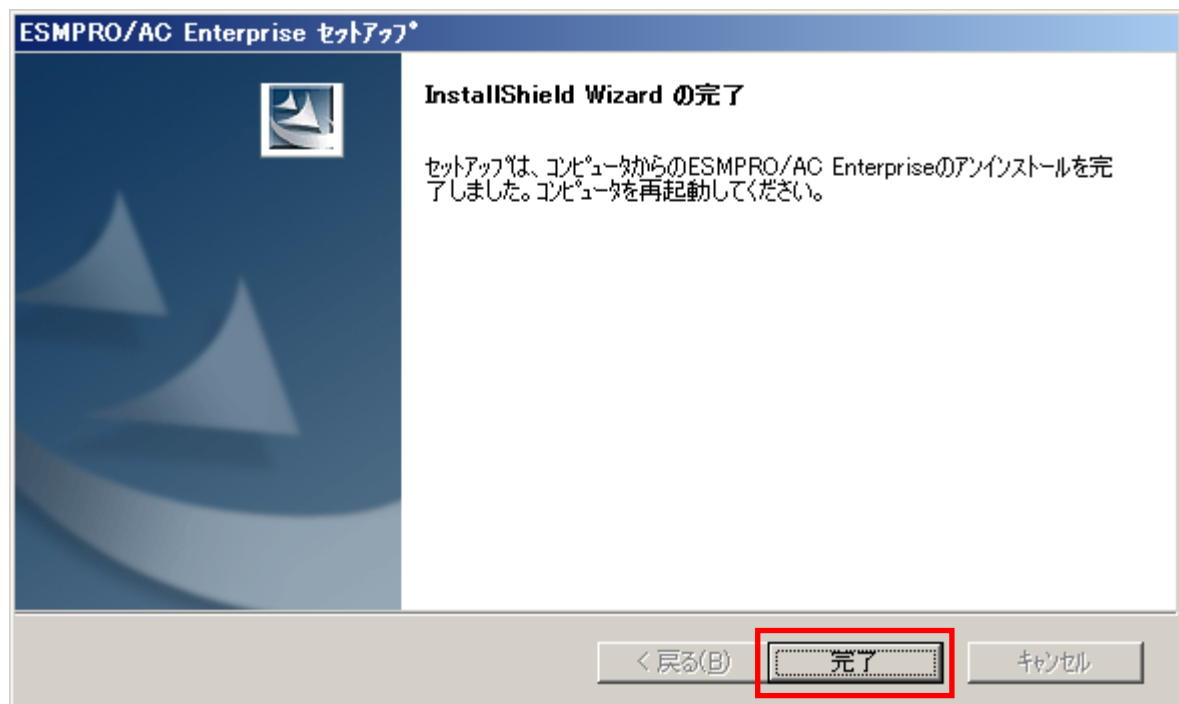 ESMPRO/AC Enterprise ｾｯﾄｱｯﾌﾟ
InstallShield Wizard の完了
ｾｯﾄｱｯﾌﾟは、ｺﾝﾋﾟｭｰﾀからのESMPRO/AC Enterpriseのｱﾝｲﾝｽﾄｰﾙを完
了しました。ｺﾝﾋﾟｭｰﾀを再起動してください。
< 戻る(B)
完了
ｷｬﾝｾﾙ